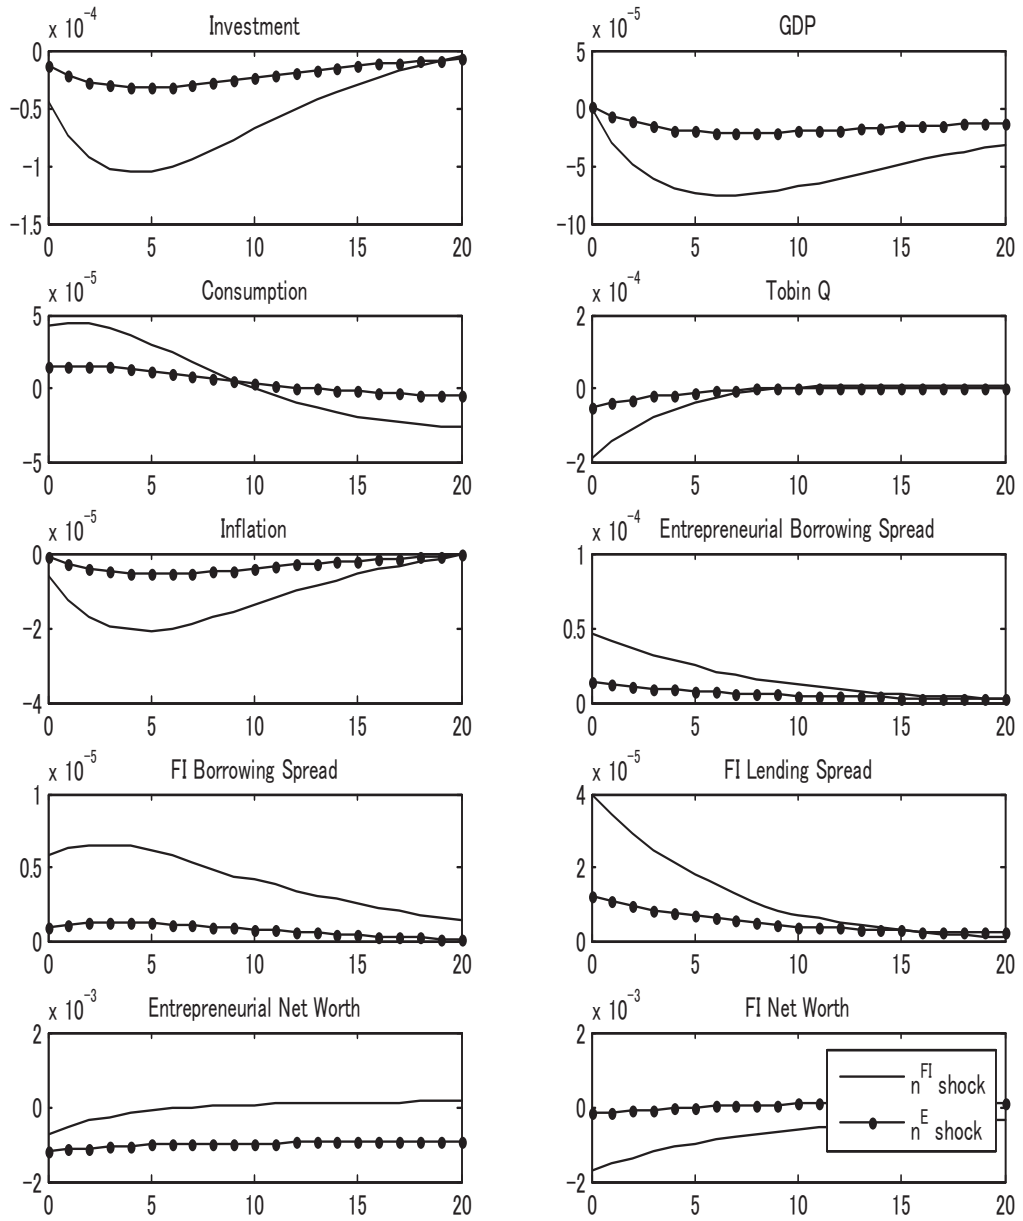 x 10^-4 Investment
0
-0.5
-1
-1.5
0 5 10 15 20
x 10^-5 GDP
5
0
-5
-10
0 5 10 15 20
x 10^-5 Consumption
5
0
-5
0 5 10 15 20
x 10^-4 Tobin Q
2
0
-2
0 5 10 15 20
x 10^-5 Inflation
0
-2
-4
0 5 10 15 20
x 10^-4 Entrepreneurial Borrowing Spread
1
0.5
0
0 5 10 15 20
x 10^-5 FI Borrowing Spread
1
0.5
0
0 5 10 15 20
x 10^-5 FI Lending Spread
4
2
0
0 5 10 15 20
x 10^-3 Entrepreneurial Net Worth
2
0
-2
0 5 10 15 20
x 10^-3 FI Net Worth
2
0
-2
0 5 10 15 20
n^FI shock
n^E shock